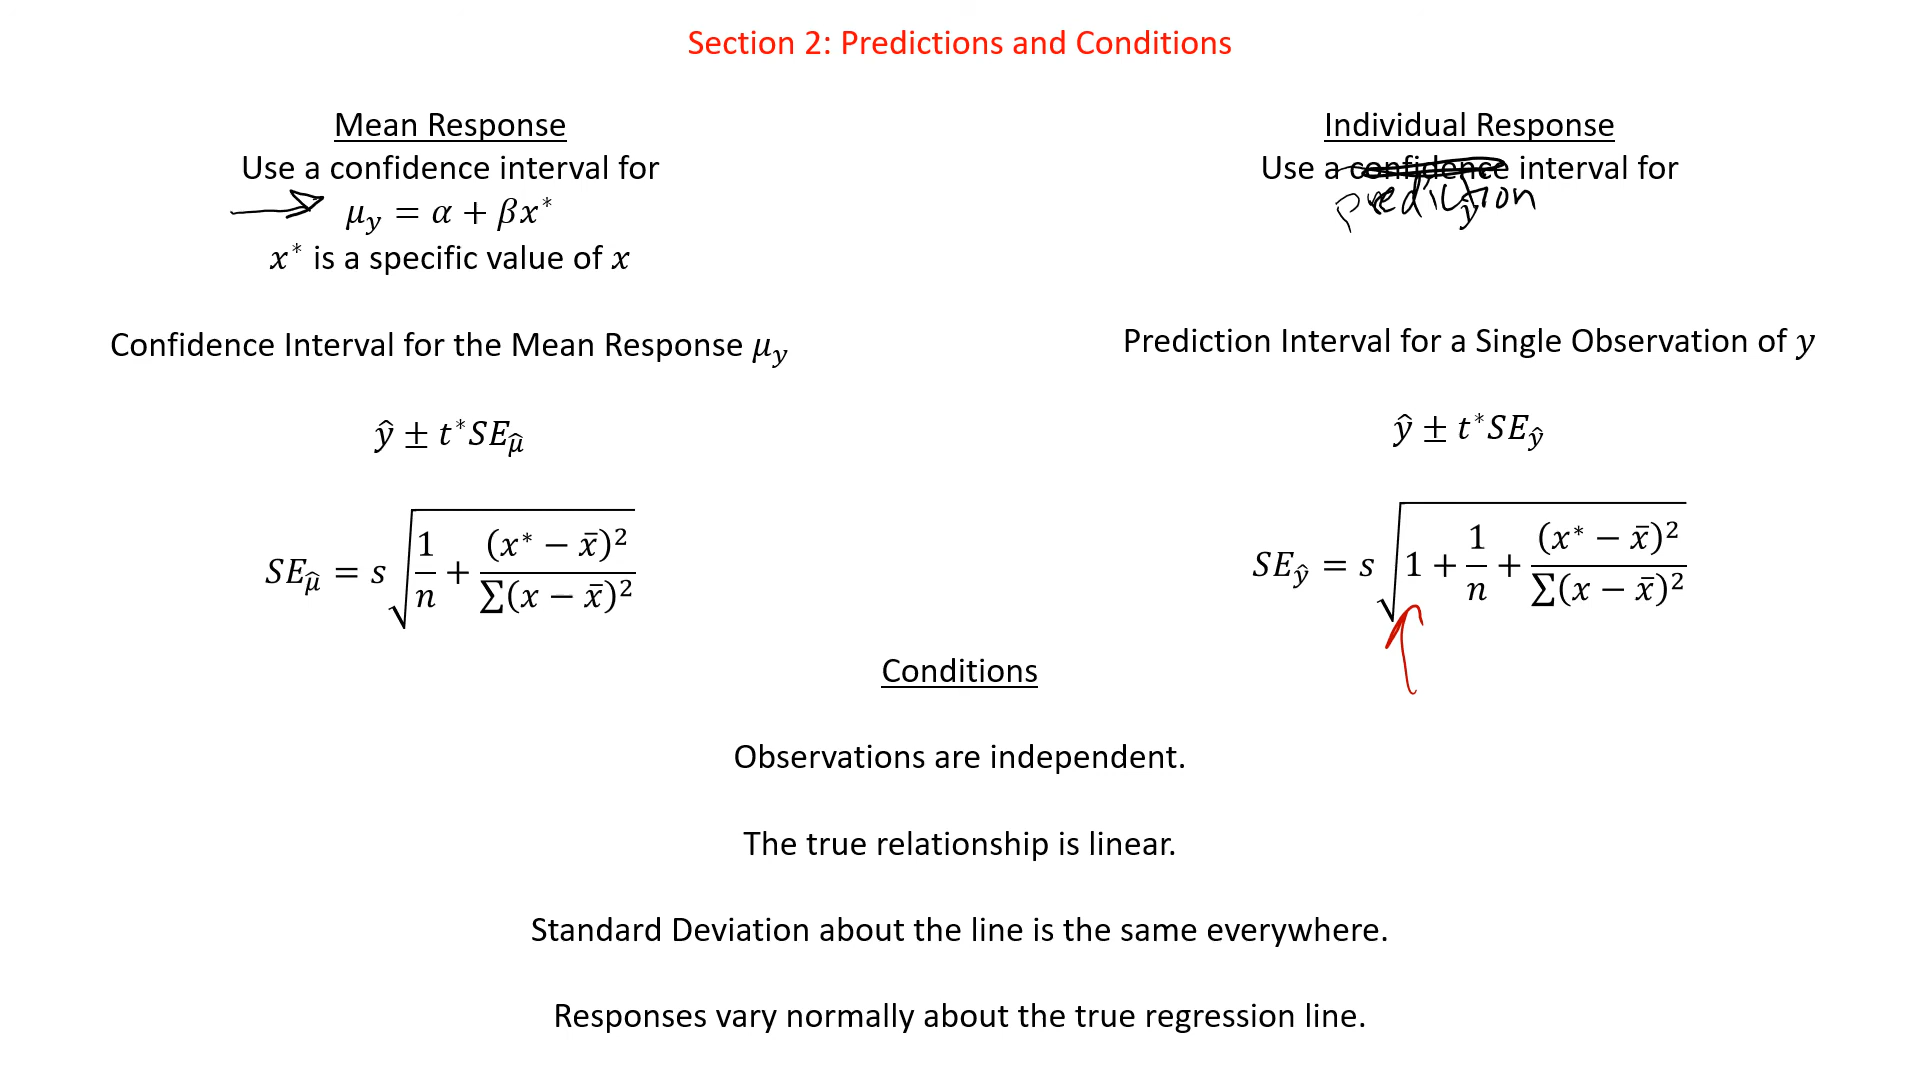 Section 2: Predictions and Conditions
Mean Response
Use a confidence interval for
μ_y = α + βx*
x* is a specific value of x
Confidence Interval for the Mean Response μ_y
ŷ ± t*SE_μ̂
SE_μ̂ = s√(1/n + (x* − x̄)²/∑(x − x̄)²)
Individual Response
Use a confidence interval for
prediction
ŷ
Prediction Interval for a Single Observation of y
ŷ ± t*SE_ŷ
SE_ŷ = s√(1 + 1/n + (x* − x̄)²/∑(x − x̄)²)
Conditions
Observations are independent.
The true relationship is linear.
Standard Deviation about the line is the same everywhere.
Responses vary normally about the true regression line.